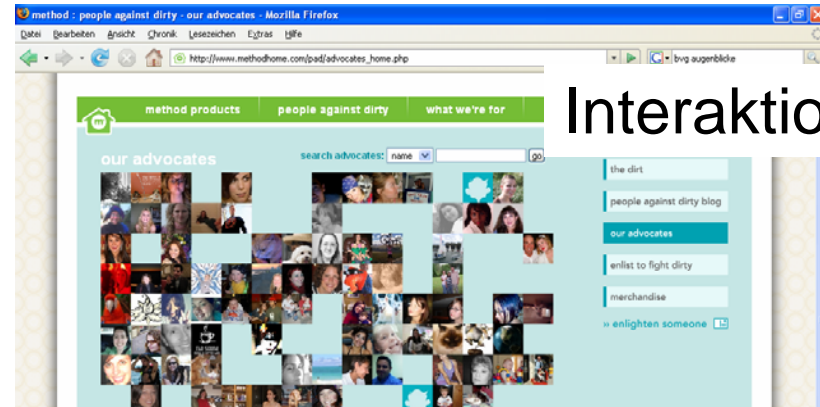 method : people against dirty - our advocates - Mozilla Firefox
Datei Bearbeiten Ansicht Chronik Lesezeichen Extras Hilfe
http://www.methodhome.com/pad/advocates_home.php
bvg augenblicke
Interaktio
method products people against dirty what we're for
m
our advocates
search advocates: name go
the dirt
people against dirty blog
our advocates
enlist to fight dirty
merchandise
» enlighten someone